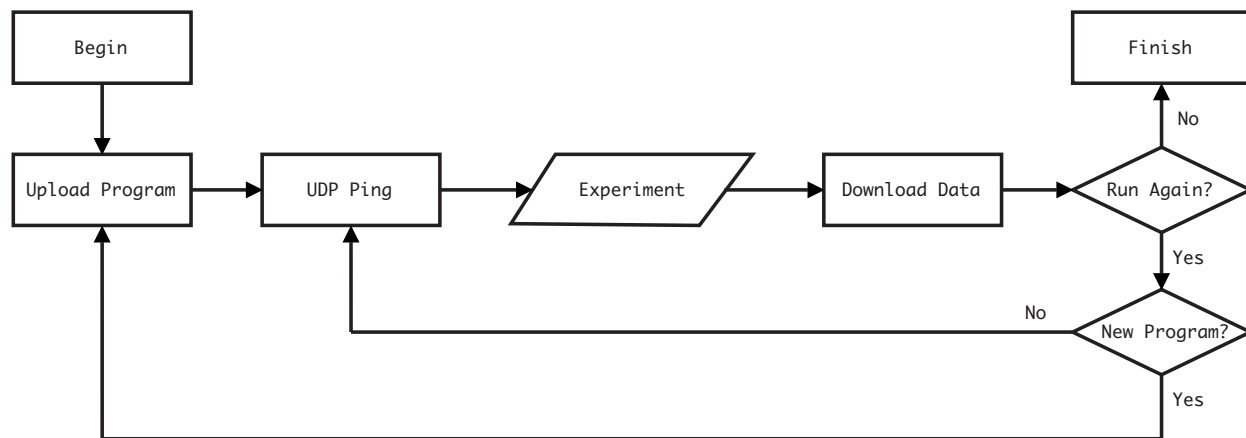 Begin
Finish
No
Upload Program
UDP Ping
Experiment
Download Data
Run Again?
Yes
No
New Program?
Yes